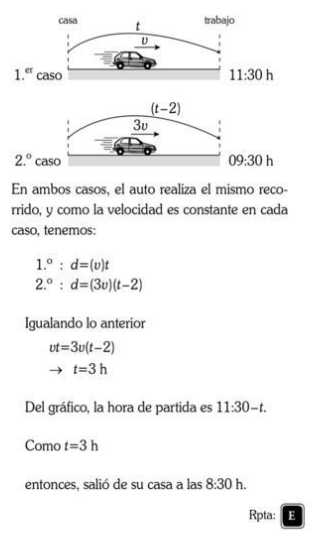 casa t trabajo
v
1.er caso 11:30 h
(t–2)
3v
2.º caso 09:30 h
En ambos casos, el auto realiza el mismo reco-
rrido, y como la velocidad es constante en cada
caso, tenemos:
1.º : d=(v)t
2.º : d=(3v)(t–2)
Igualando lo anterior
vt=3v(t–2)
→ t=3 h
Del gráfico, la hora de partida es 11:30–t.
Como t=3 h
entonces, salió de su casa a las 8:30 h.
Rpta: E